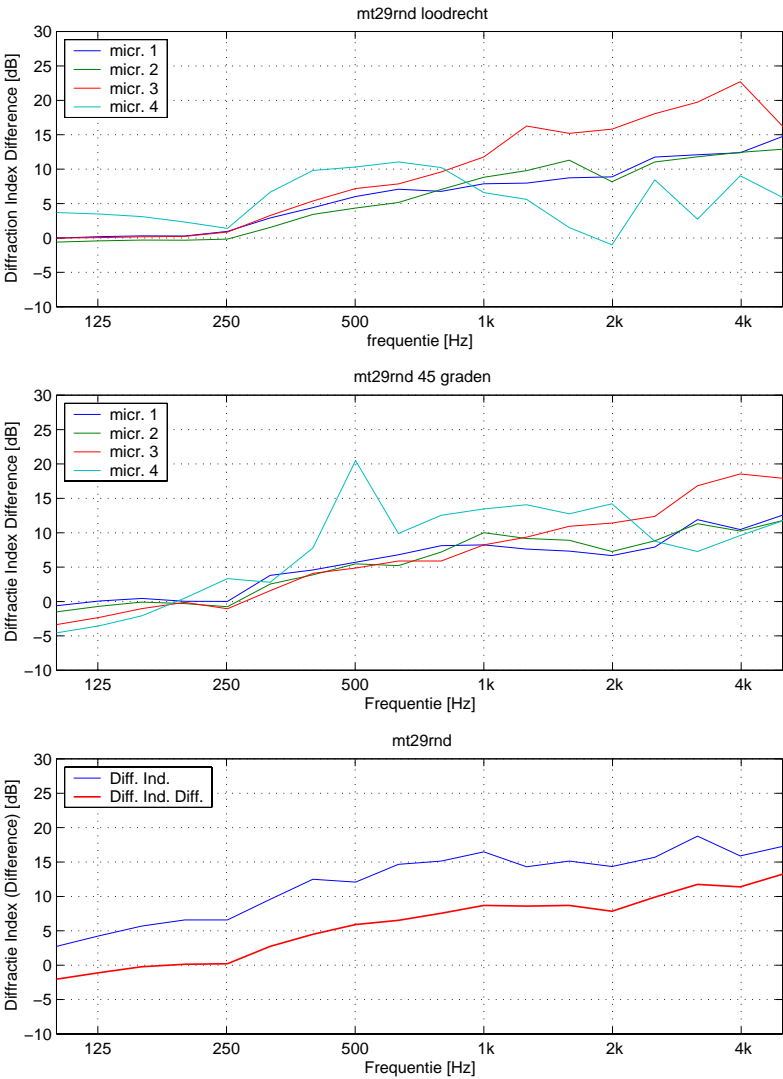 mt29rnd loodrecht
Diffraction Index Difference [dB]
30
25
20
15
10
5
0
−5
−10
micr. 1
micr. 2
micr. 3
micr. 4
125 250 500 1k 2k 4k
frequentie [Hz]
mt29rnd 45 graden
Diffractie Index Difference [dB]
30
25
20
15
10
5
0
−5
−10
micr. 1
micr. 2
micr. 3
micr. 4
125 250 500 1k 2k 4k
Frequentie [Hz]
mt29rnd
Diffractie Index (Difference) [dB]
30
25
20
15
10
5
0
−5
−10
Diff. Ind.
Diff. Ind. Diff.
125 250 500 1k 2k 4k
Frequentie [Hz]